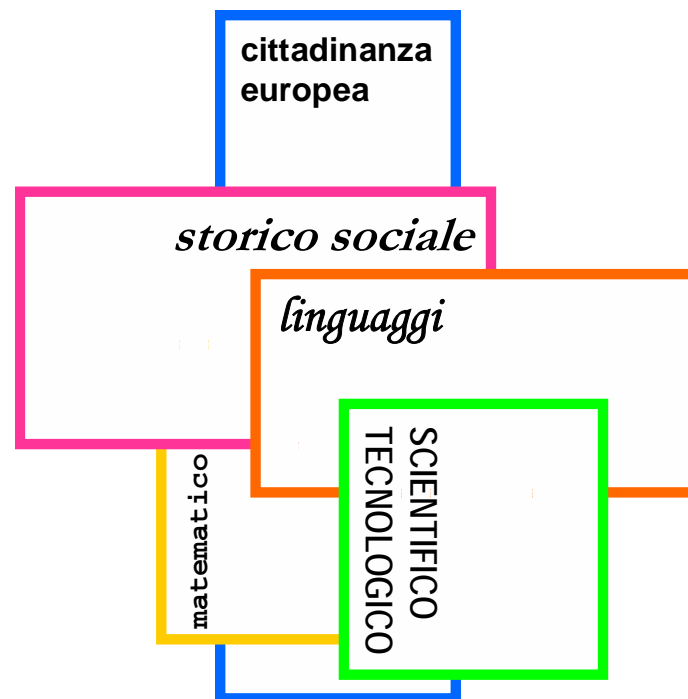 cittadinanza
europea
storico sociale
linguaggi
matematico
SCIENTIFICO
TECNOLOGICO